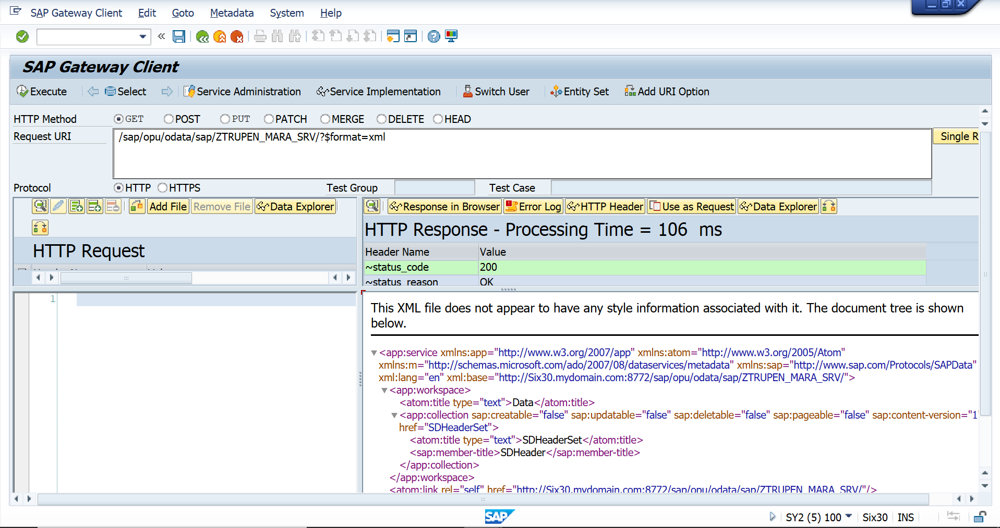 SAP Gateway Client Edit Goto Metadata System Help
SAP Gateway Client
Execute Select Service Administration Service Implementation Switch User Entity Set Add URI Option
HTTP Method GET POST PUT PATCH MERGE DELETE HEAD
Request URI /sap/opu/odata/sap/ZTRUPEN_MARA_SRV/?$format=xml Single R
Protocol HTTP HTTPS Test Group Test Case
Add File Remove File Data Explorer
Response in Browser Error Log HTTP Header Use as Request Data Explorer
HTTP Request
HTTP Response - Processing Time = 106 ms
Header Name Value
~status_code 200
~status_reason OK
1
This XML file does not appear to have any style information associated with it. The document tree is shown
below.
<app:service xmlns:app="http://www.w3.org/2007/app" xmlns:atom="http://www.w3.org/2005/Atom"
xmlns:m="http://schemas.microsoft.com/ado/2007/08/dataservices/metadata" xmlns:sap="http://www.sap.com/Protocols/SAPData"
xml:lang="en" xml:base="http://Six30.mydomain.com:8772/sap/opu/odata/sap/ZTRUPEN_MARA_SRV/">
<app:workspace>
<atom:title type="text">Data</atom:title>
<app:collection sap:creatable="false" sap:updatable="false" sap:deletable="false" sap:pageable="false" sap:content-version="1
href="SDHeaderSet">
<atom:title type="text">SDHeaderSet</atom:title>
<sap:member-title>SDHeader</sap:member-title>
</app:collection>
</app:workspace>
<atom:link rel="self" href="http://Six30.mydomain.com:8772/sap/opu/odata/sap/ZTRUPEN_MARA_SRV/"/>
SAP SY2 (5) 100 Six30 INS